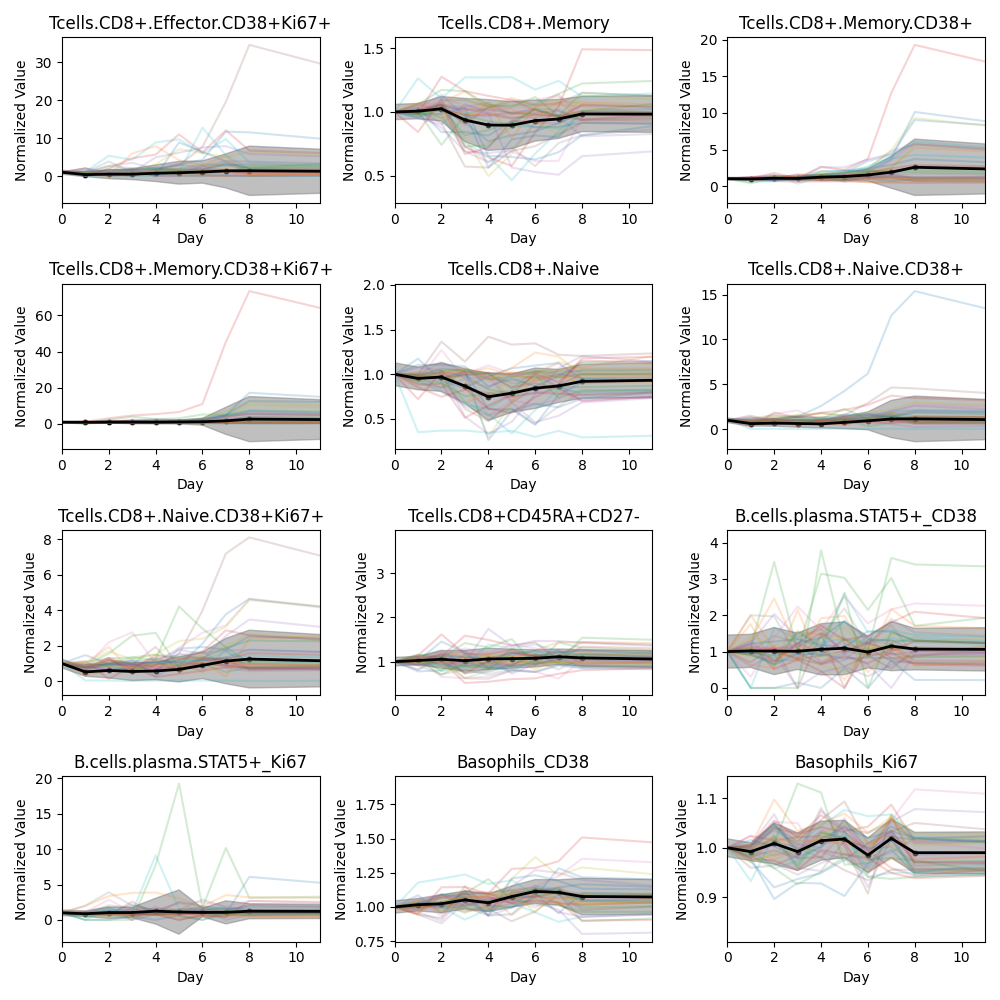 Tcells.CD8+.Effector.CD38+Ki67+
Tcells.CD8+.Memory
Tcells.CD8+.Memory.CD38+
Normalized Value
30
20
10
0
0 2 4 6 8 10
Day
Normalized Value
1.5
1.0
0.5
0 2 4 6 8 10
Day
Normalized Value
20
15
10
5
0
0 2 4 6 8 10
Day
Tcells.CD8+.Memory.CD38+Ki67+
Tcells.CD8+.Naive
Tcells.CD8+.Naive.CD38+
Normalized Value
60
40
20
0
0 2 4 6 8 10
Day
Normalized Value
2.0
1.5
1.0
0.5
0 2 4 6 8 10
Day
Normalized Value
15
10
5
0
0 2 4 6 8 10
Day
Tcells.CD8+.Naive.CD38+Ki67+
Tcells.CD8+CD45RA+CD27-
B.cells.plasma.STAT5+_CD38
Normalized Value
8
6
4
2
0
0 2 4 6 8 10
Day
Normalized Value
3
2
1
0 2 4 6 8 10
Day
Normalized Value
4
3
2
1
0
0 2 4 6 8 10
Day
B.cells.plasma.STAT5+_Ki67
Basophils_CD38
Basophils_Ki67
Normalized Value
20
15
10
5
0
0 2 4 6 8 10
Day
Normalized Value
1.75
1.50
1.25
1.00
0.75
0 2 4 6 8 10
Day
Normalized Value
1.1
1.0
0.9
0 2 4 6 8 10
Day